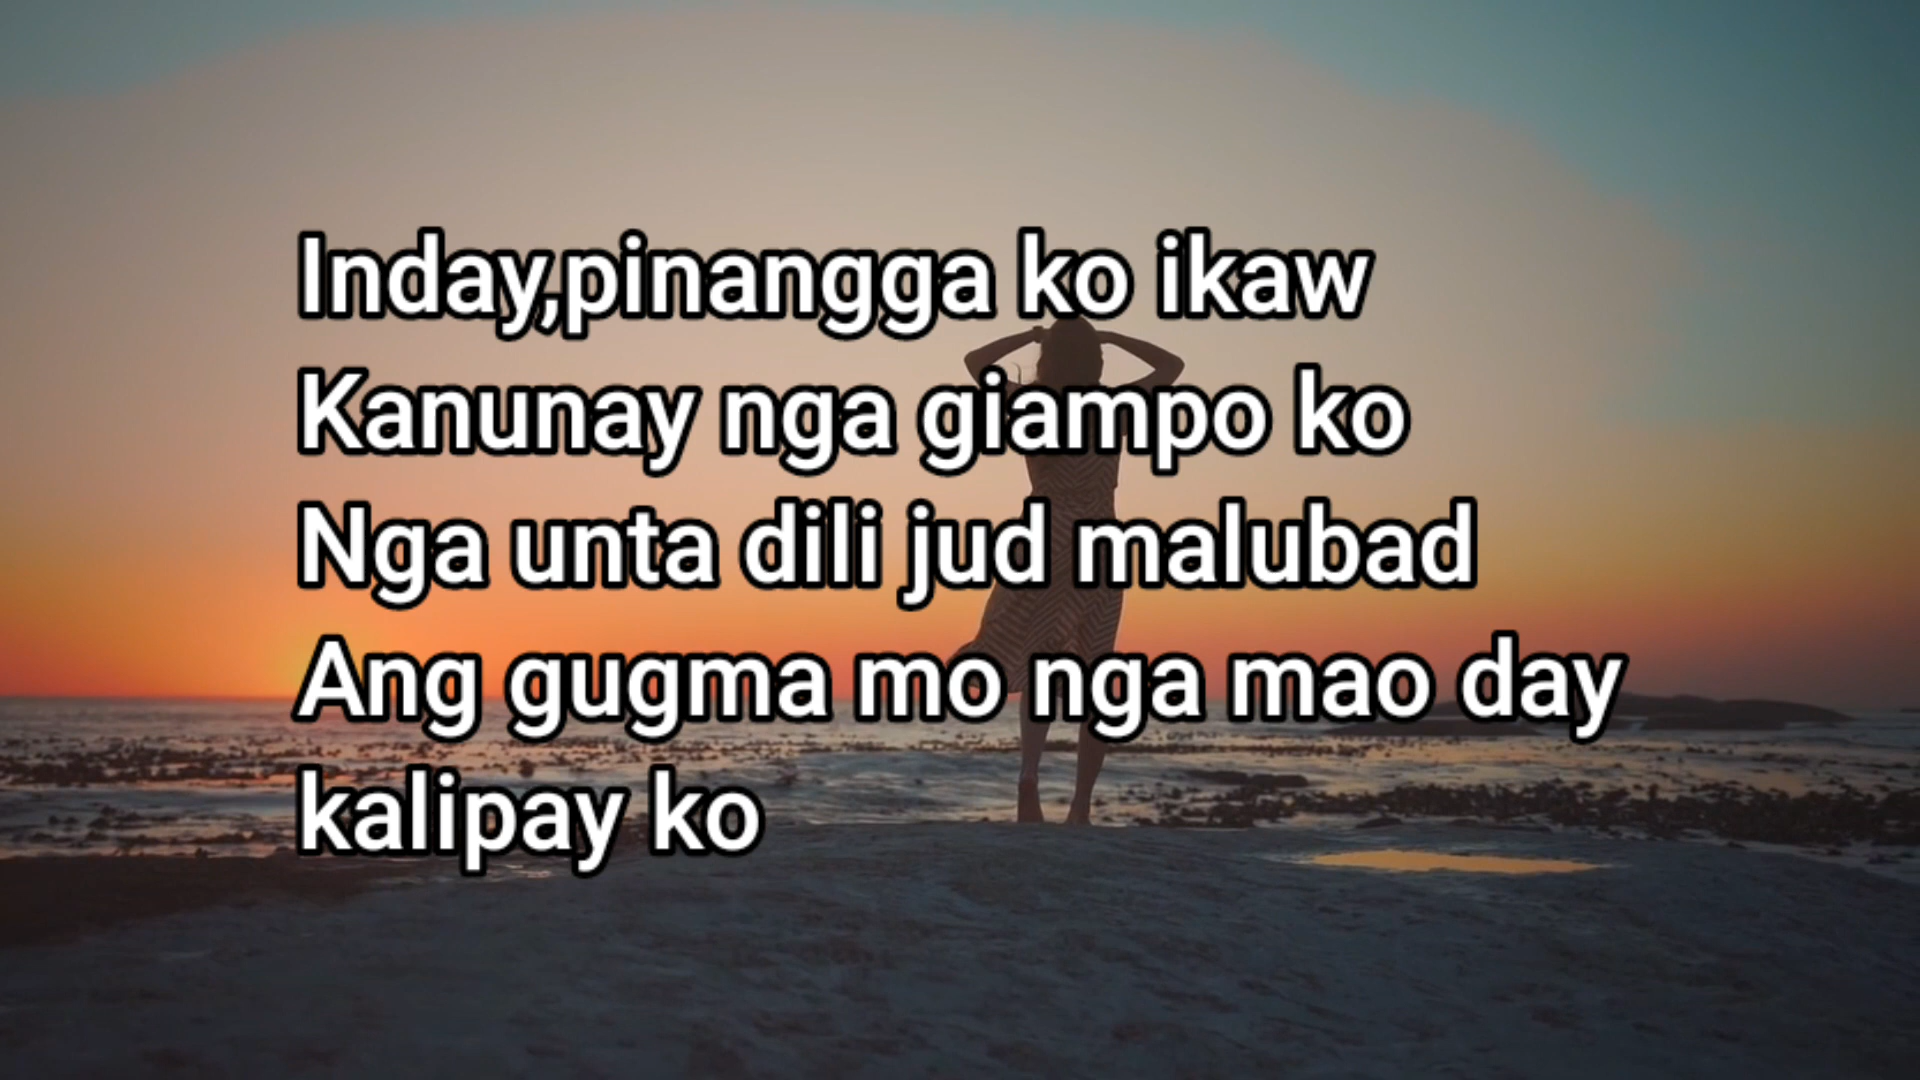 Inday,pinangga ko ikaw
Kanunay nga giampo ko
Nga unta dili jud malubad
Ang gugma mo nga mao day
kalipay ko